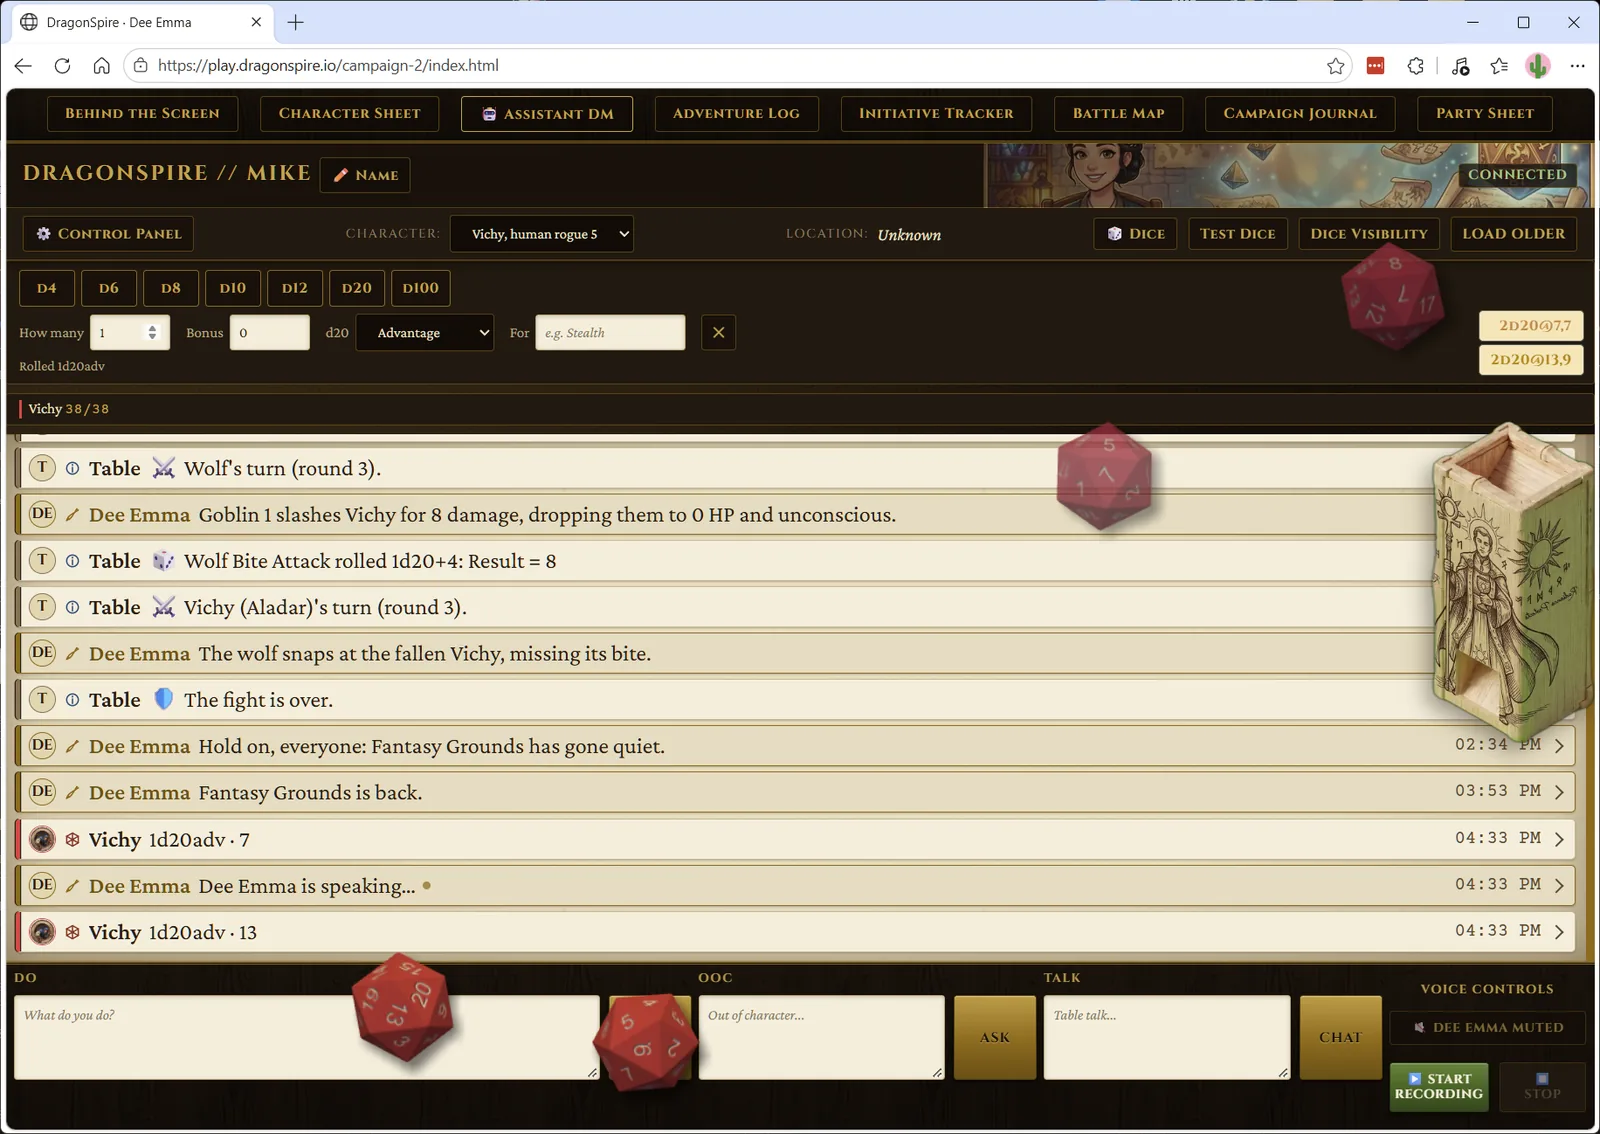 DragonSpire · Dee Emma
https://play.dragonspire.io/campaign-2/index.html
BEHIND THE SCREEN
CHARACTER SHEET
ASSISTANT DM
ADVENTURE LOG
INITIATIVE TRACKER
BATTLE MAP
CAMPAIGN JOURNAL
PARTY SHEET
DRAGONSPIRE // MIKE
NAME
CONNECTED
CONTROL PANEL
CHARACTER:
Vichy, human rogue 5
LOCATION: Unknown
DICE
TEST DICE
DICE VISIBILITY
LOAD OLDER
D4
D6
D8
D10
D12
D20
D100
How many 1
Bonus 0
d20 Advantage
For e.g. Stealth
Rolled 1d20adv
2D20@7,7
2D20@13,9
Vichy 38/38
T Table Wolf's turn (round 3).
DE Dee Emma Goblin 1 slashes Vichy for 8 damage, dropping them to 0 HP and unconscious.
T Table Wolf Bite Attack rolled 1d20+4: Result = 8
T Table Vichy (Aladar)'s turn (round 3).
DE Dee Emma The wolf snaps at the fallen Vichy, missing its bite.
T Table The fight is over.
DE Dee Emma Hold on, everyone: Fantasy Grounds has gone quiet. 02:34 PM
DE Dee Emma Fantasy Grounds is back. 03:53 PM
Vichy 1d20adv · 7 04:33 PM
DE Dee Emma Dee Emma is speaking... 04:33 PM
Vichy 1d20adv · 13 04:33 PM
DO
What do you do?
OOC
Out of character...
ASK
TALK
Table talk...
CHAT
VOICE CONTROLS
DEE EMMA MUTED
START RECORDING
STOP